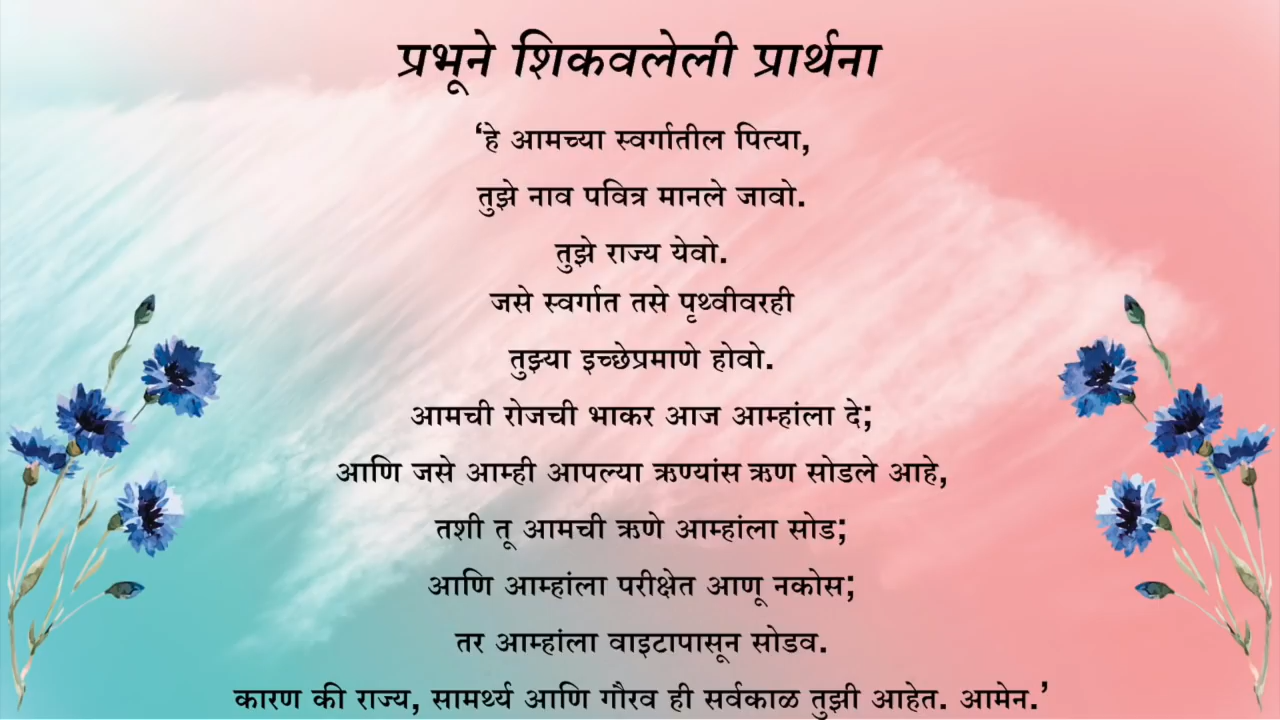 प्रभूने शिकवलेली प्रार्थना
‘हे आमच्या स्वर्गातील पित्या,
तुझे नाव पवित्र मानले जावो.
तुझे राज्य येवो.
जसे स्वर्गात तसे पृथ्वीवरही
तुझ्या इच्छेप्रमाणे होवो.
आमची रोजची भाकर आज आम्हांला दे;
आणि जसे आम्ही आपल्या ऋण्यांस ऋण सोडले आहे,
तशी तू आमची ऋणे आम्हांला सोड;
आणि आम्हांला परीक्षेत आणू नकोस;
तर आम्हांला वाइटापासून सोडव.
कारण की राज्य, सामर्थ्य आणि गौरव ही सर्वकाळ तुझी आहेत. आमेन.’